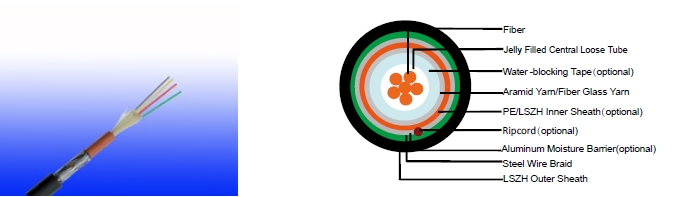 Fiber
Jelly Filled Central Loose Tube
Water-blocking Tape(optional)
Aramid Yarn/Fiber Glass Yarn
PE/LSZH Inner Sheath(optional)
Ripcord(optional)
Aluminum Moisture Barrier(optional)
Steel Wire Braid
LSZH Outer Sheath